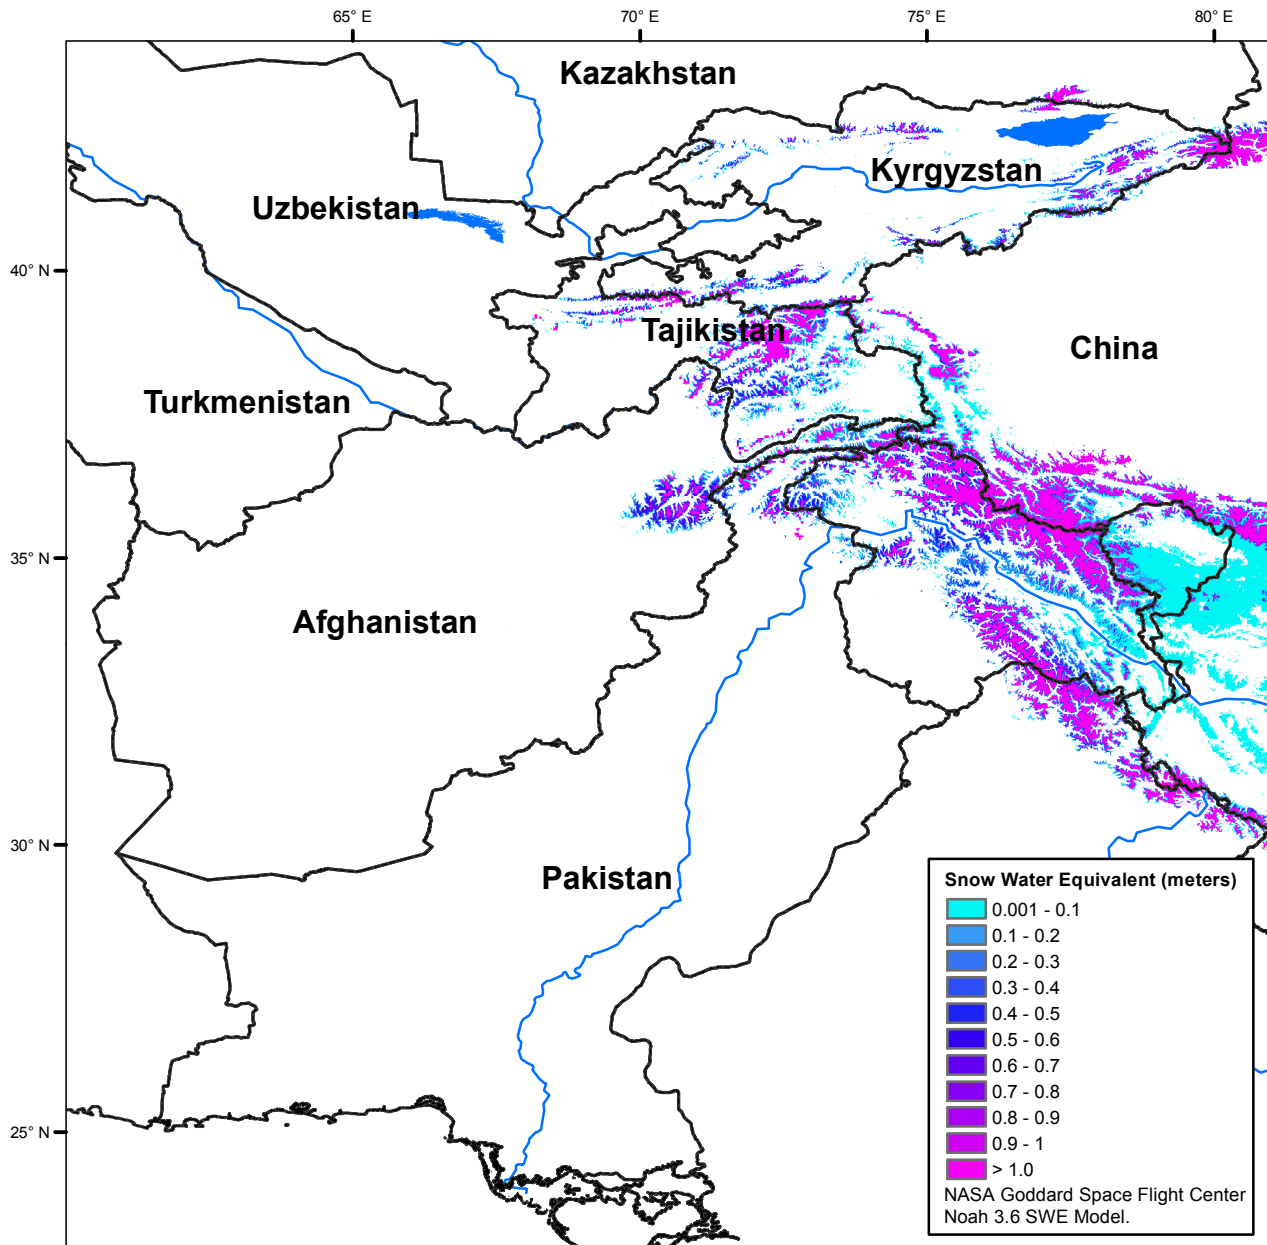 65° E
70° E
75° E
80° E
Kazakhstan
Kyrgyzstan
Uzbekistan
40° N
Tajikistan
China
Turkmenistan
35° N
Afghanistan
30° N
Pakistan
25° N
Snow Water Equivalent (meters)
0.001 - 0.1
0.1 - 0.2
0.2 - 0.3
0.3 - 0.4
0.4 - 0.5
0.5 - 0.6
0.6 - 0.7
0.7 - 0.8
0.8 - 0.9
0.9 - 1
> 1.0
NASA Goddard Space Flight Center
Noah 3.6 SWE Model.